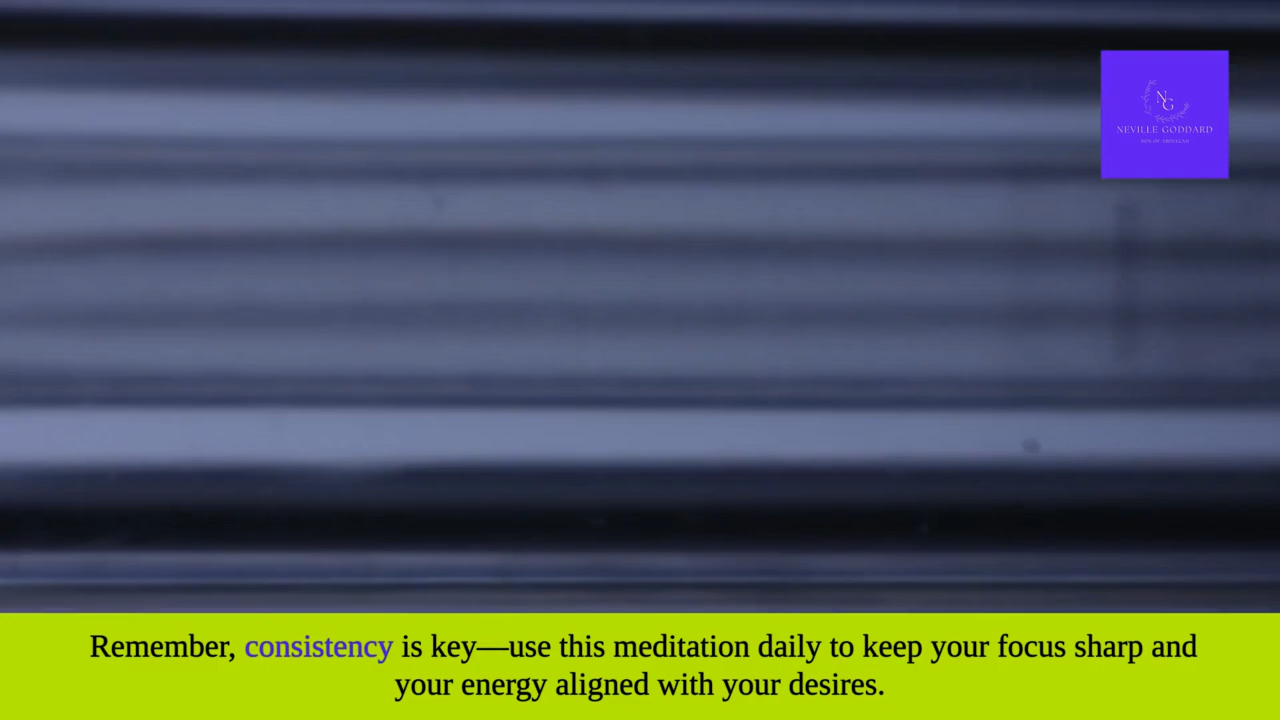 NG
NEVILLE GODDARD
Remember, consistency is key—use this meditation daily to keep your focus sharp and
your energy aligned with your desires.